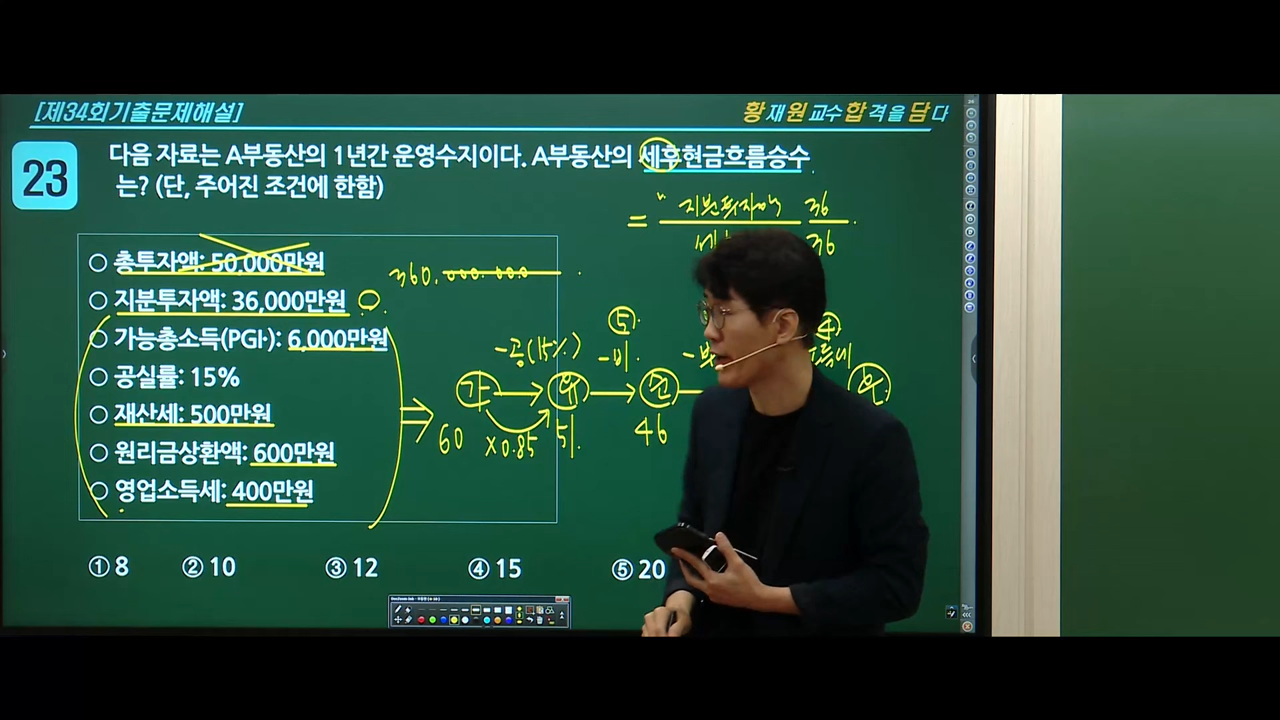 [제34회기출문제해설]
황재원 교수 합격을 담다
23
다음 자료는 A부동산의 1년간 운영수지이다. A부동산의 세후현금흐름승수
는? (단, 주어진 조건에 한함)
= 지분투자액 36
세 36
○ 총투자액: 50,000만원
360,000,000
○ 지분투자액: 36,000만원
○ 가능총소득(PGI): 6,000만원
○ 공실률: 15%
○ 재산세: 500만원
○ 원리금상환액: 600만원
○ 영업소득세: 400만원
⑤ ④
-공(15%) -비 -부
가 유 순
60 ×0.85 51 46
① 8 ② 10 ③ 12 ④ 15 ⑤ 20